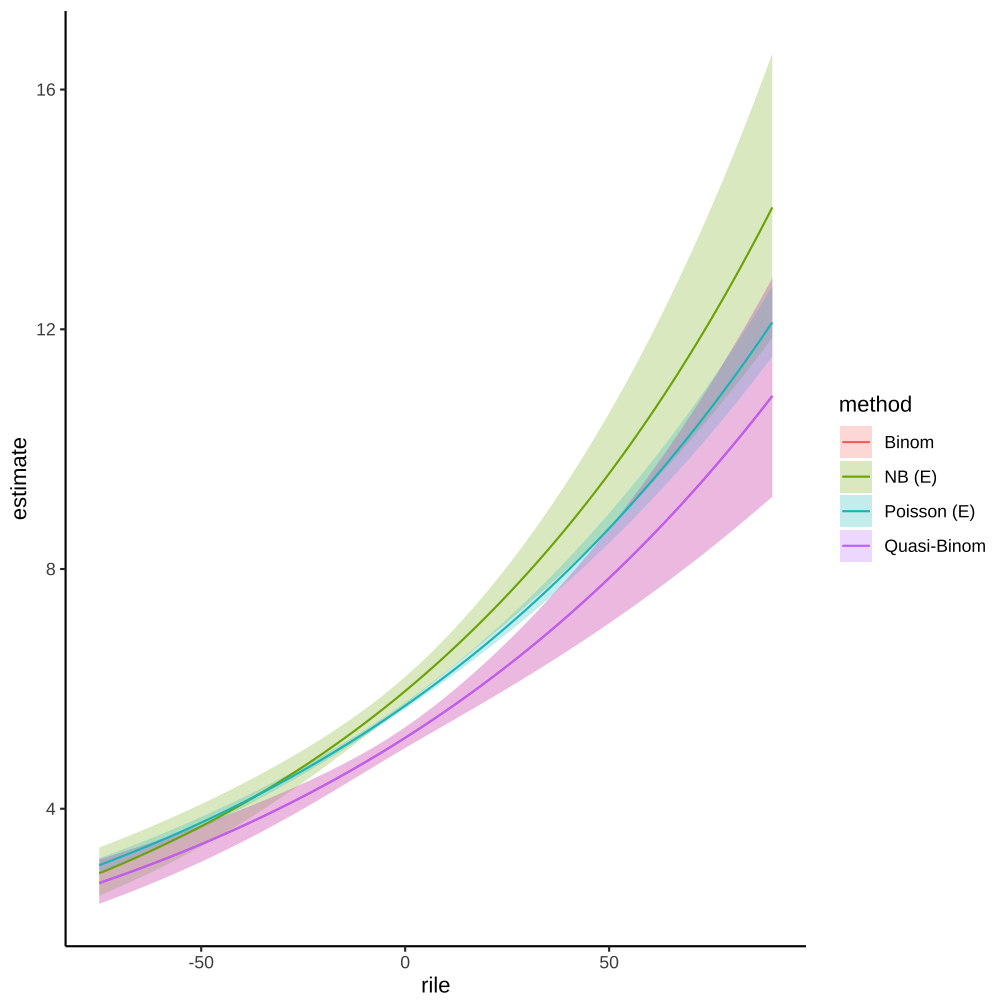 16
12
8
4
estimate
-50
0
50
rile
method
Binom
NB (E)
Poisson (E)
Quasi-Binom